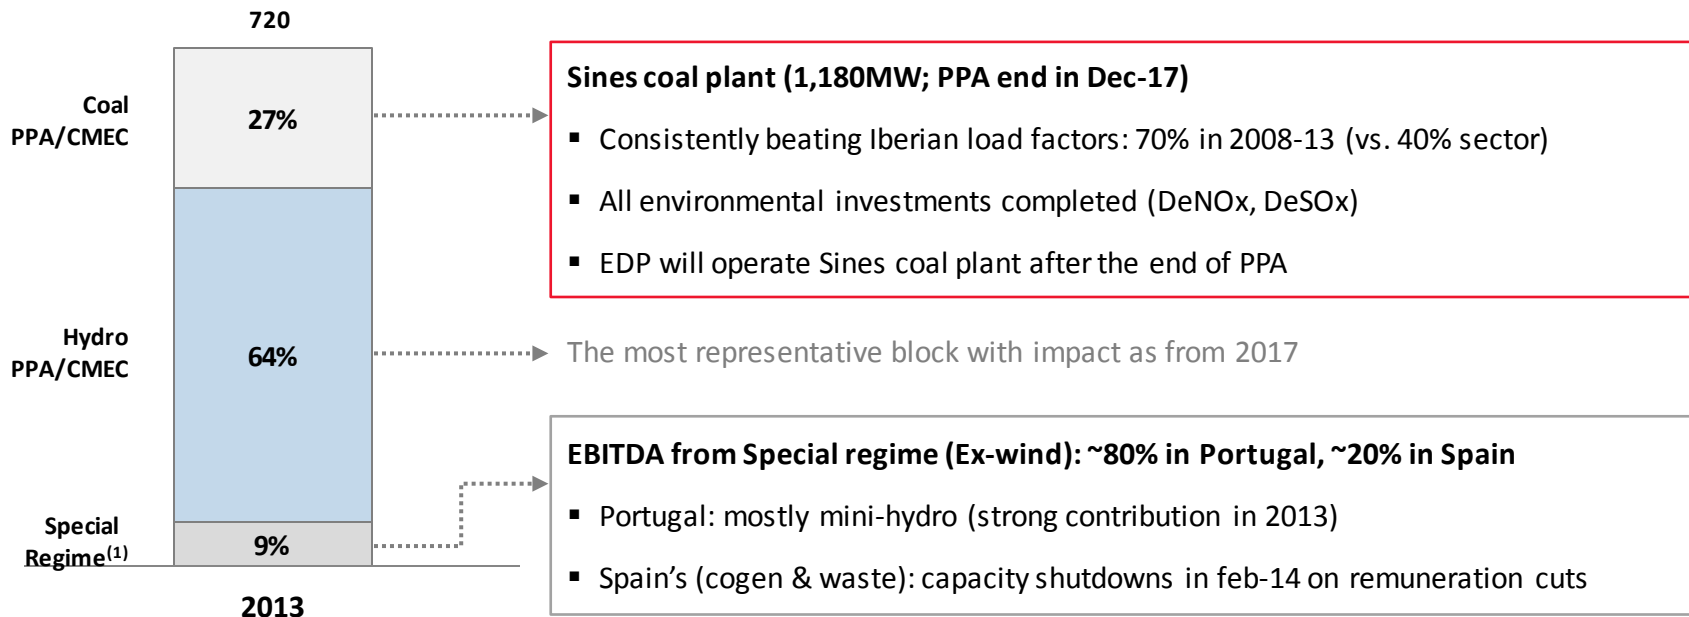 720
Coal
PPA/CMEC
27%
Sines coal plant (1,180MW; PPA end in Dec-17)
▪ Consistently beating Iberian load factors: 70% in 2008-13 (vs. 40% sector)
▪ All environmental investments completed (DeNOx, DeSOx)
▪ EDP will operate Sines coal plant after the end of PPA
Hydro
PPA/CMEC
64%
The most representative block with impact as from 2017
Special
Regime(1)
9%
EBITDA from Special regime (Ex-wind): ~80% in Portugal, ~20% in Spain
▪ Portugal: mostly mini-hydro (strong contribution in 2013)
▪ Spain's (cogen & waste): capacity shutdowns in feb-14 on remuneration cuts
2013